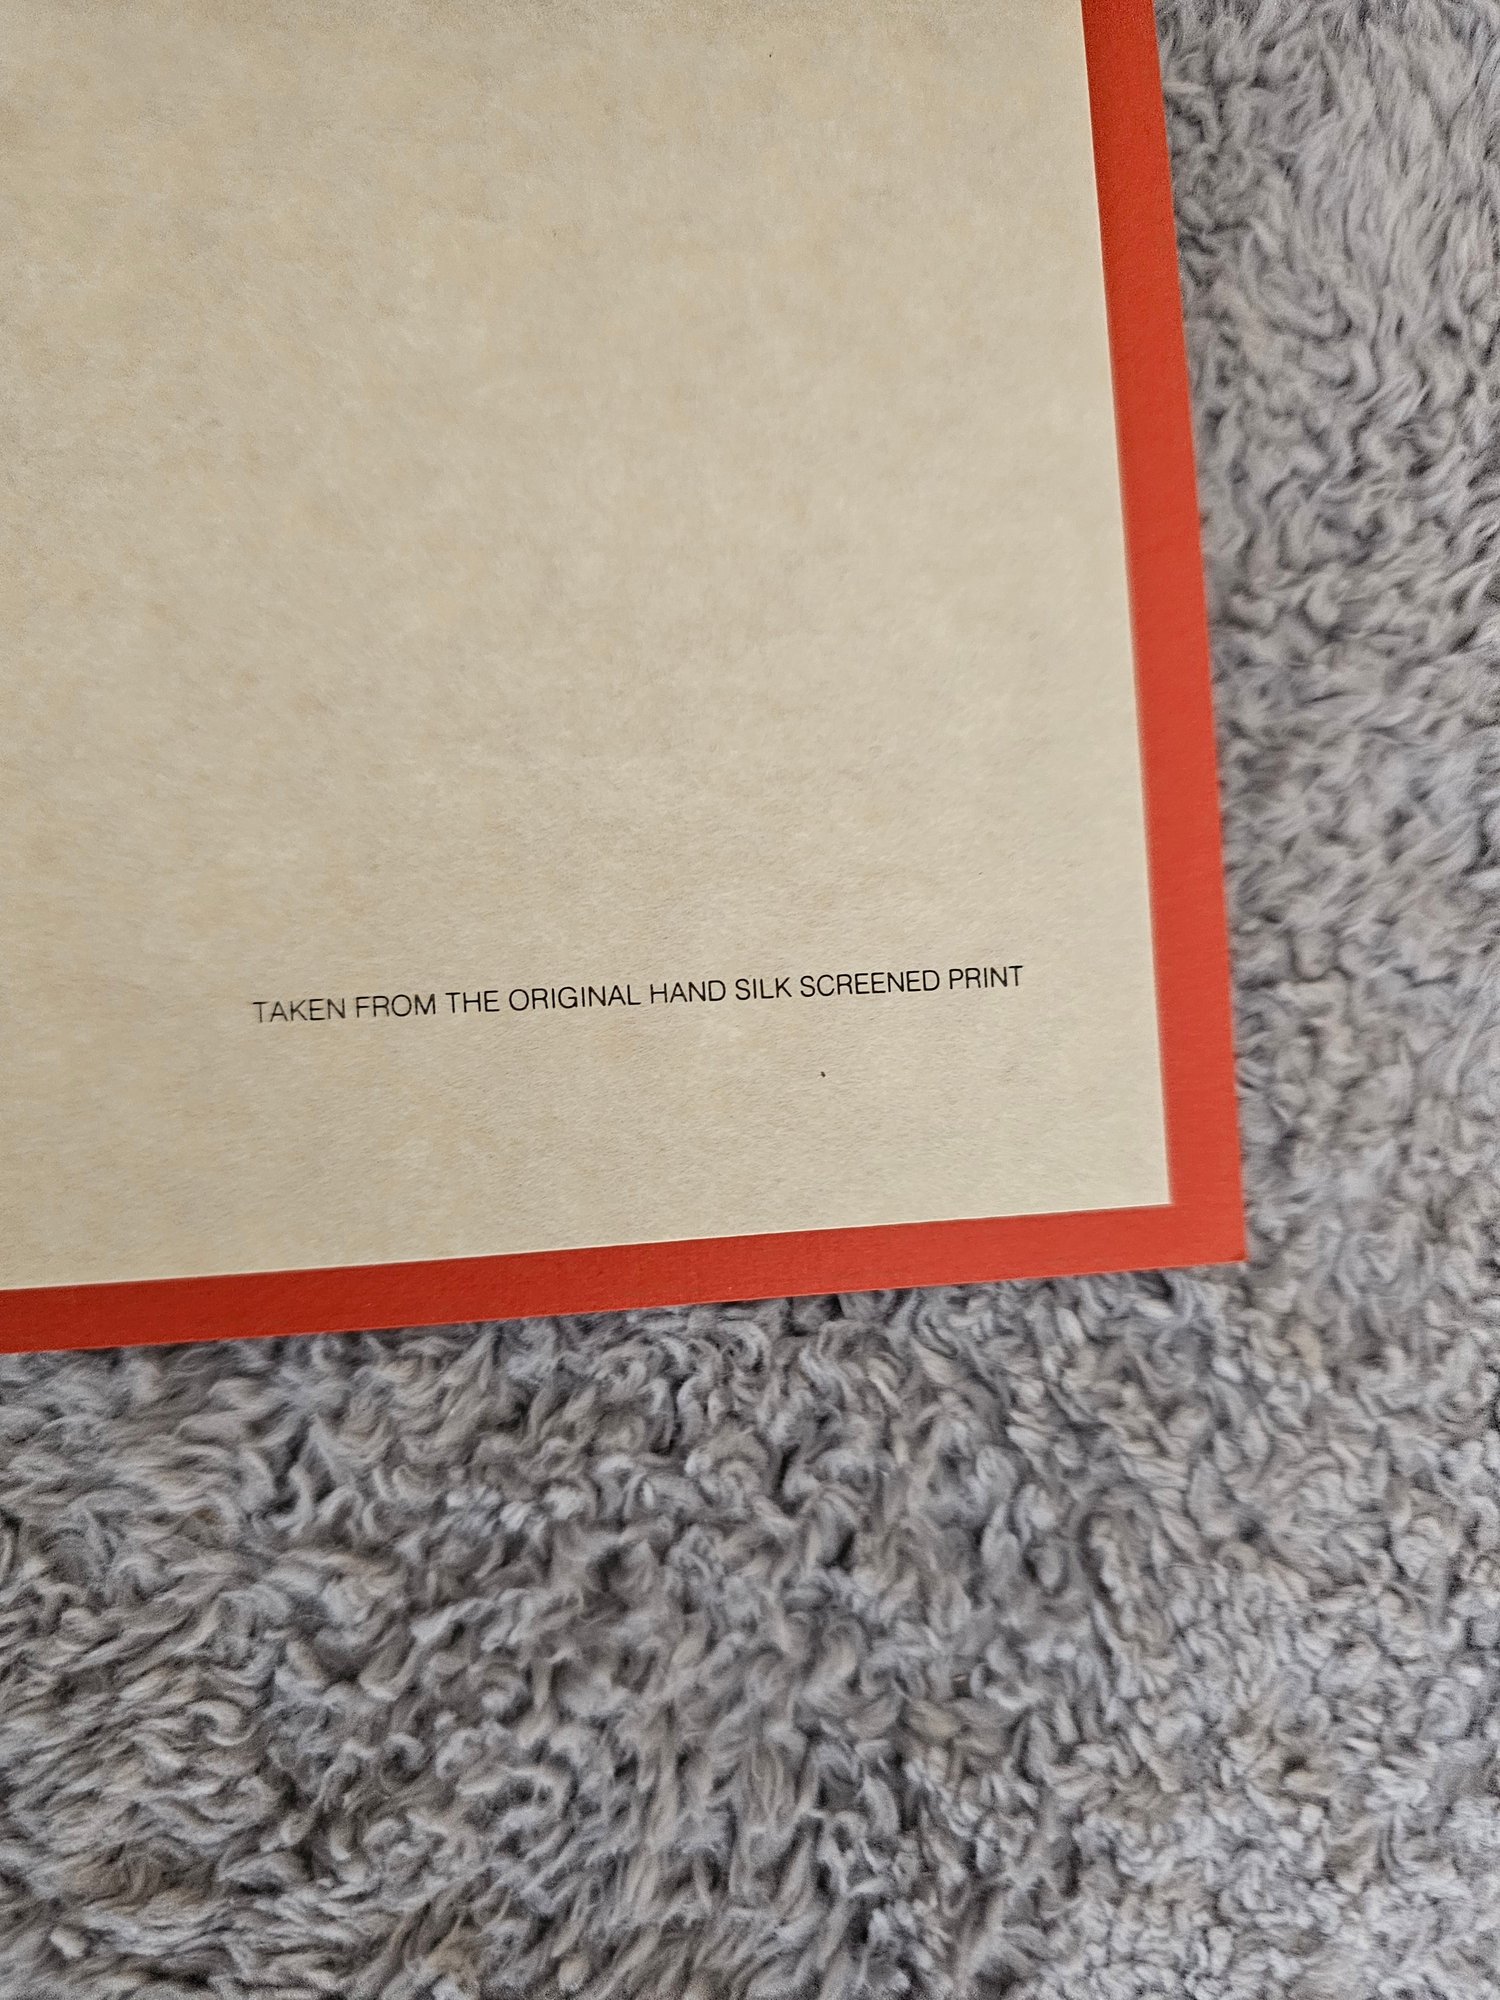 TAKEN FROM THE ORIGINAL HAND SILK SCREENED PRINT